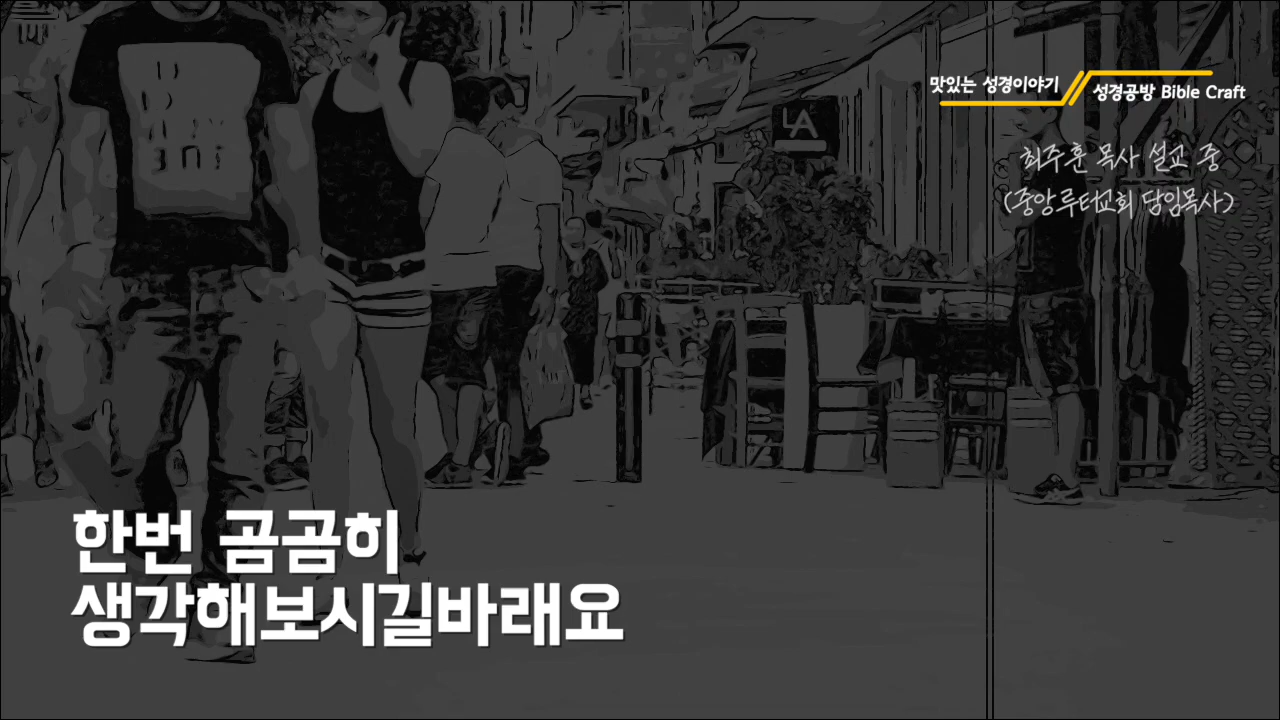 맛있는 성경이야기
성경공방 Bible Craft
최주훈 목사 설교 중
(중앙루터교회 담임목사)
LA
한번 곰곰히
생각해보시길바래요